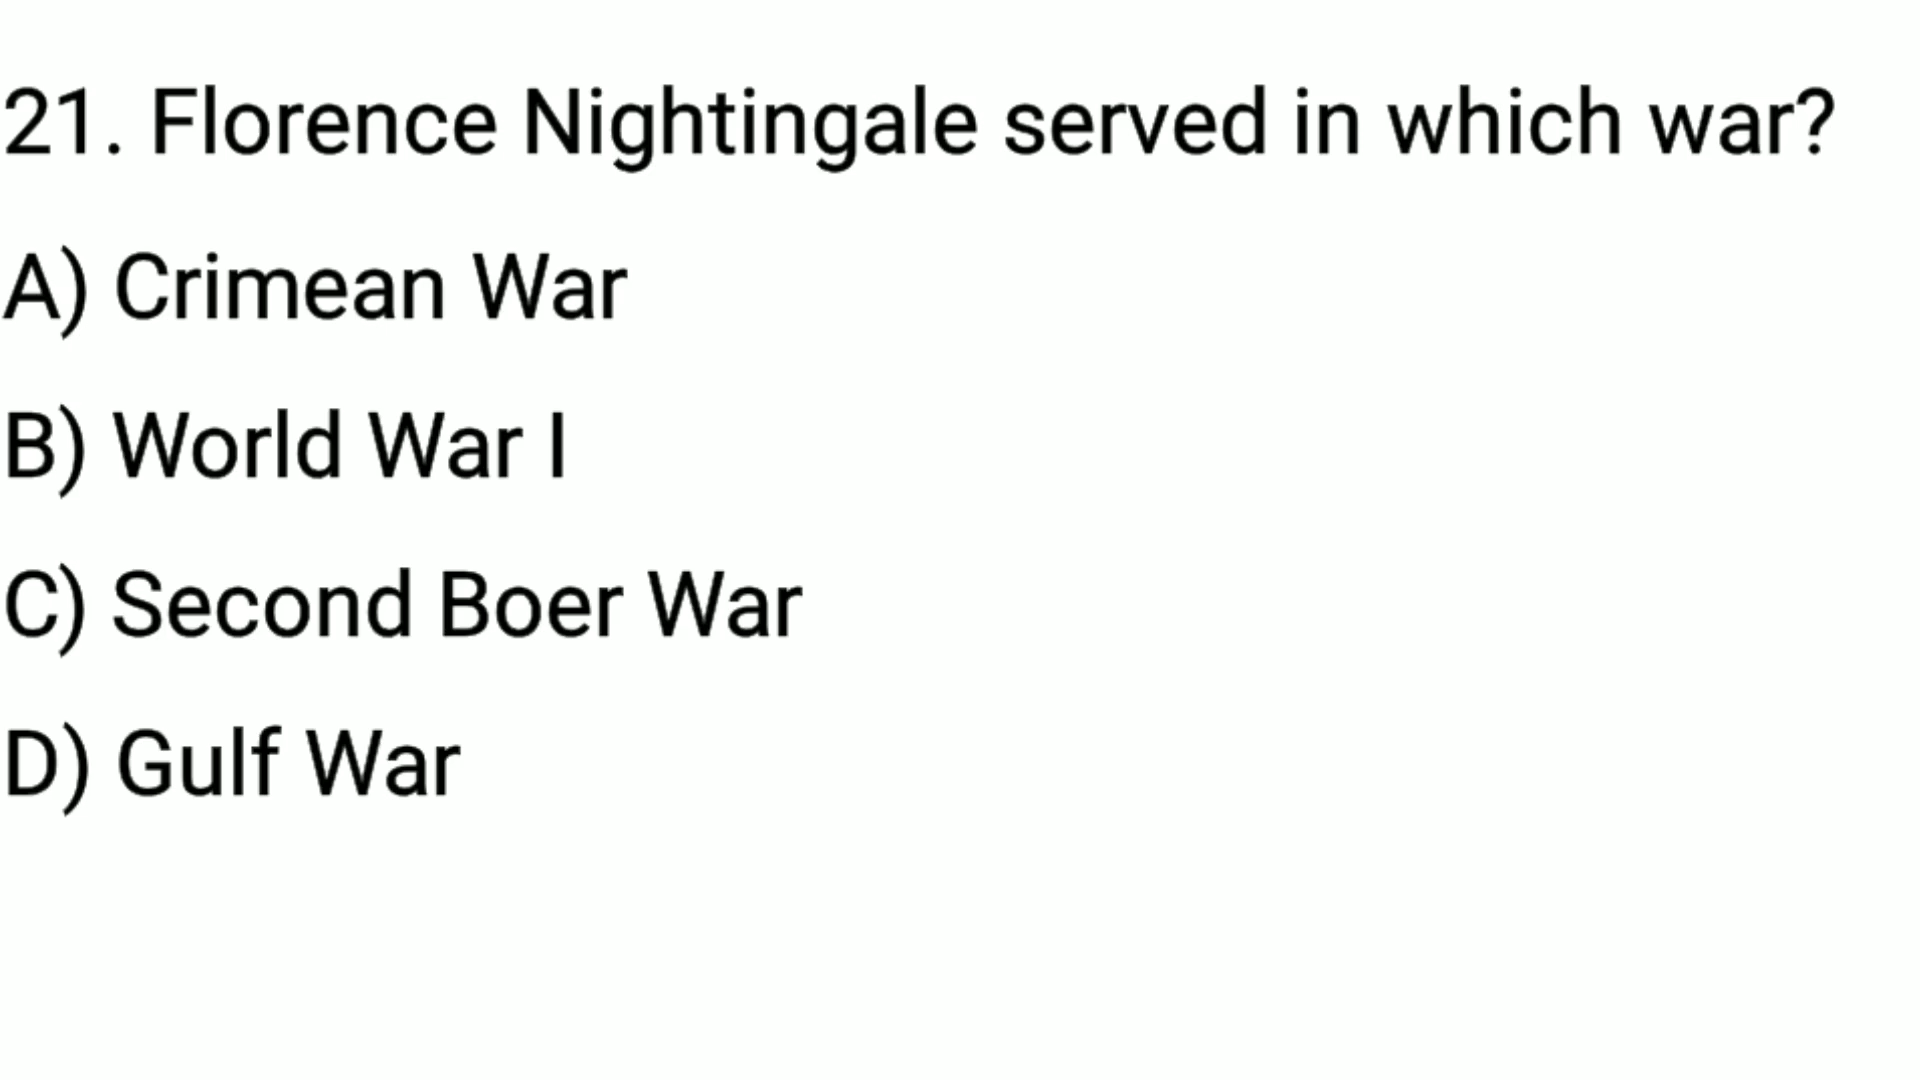 21. Florence Nightingale served in which war?
A) Crimean War
B) World War I
C) Second Boer War
D) Gulf War